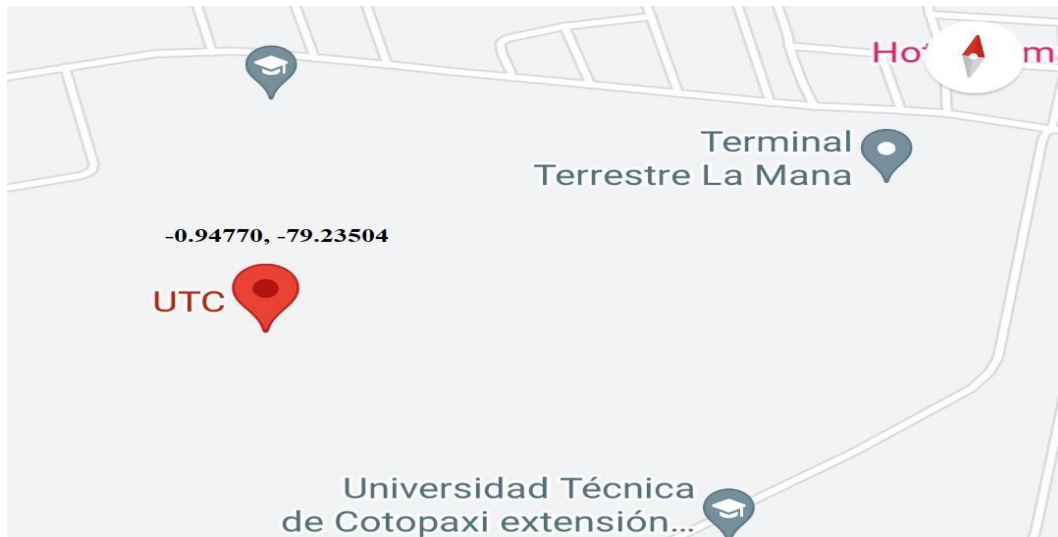 Terminal
Terrestre La Mana
-0.94770, -79.23504
UTC
Universidad Técnica
de Cotopaxi extensión...